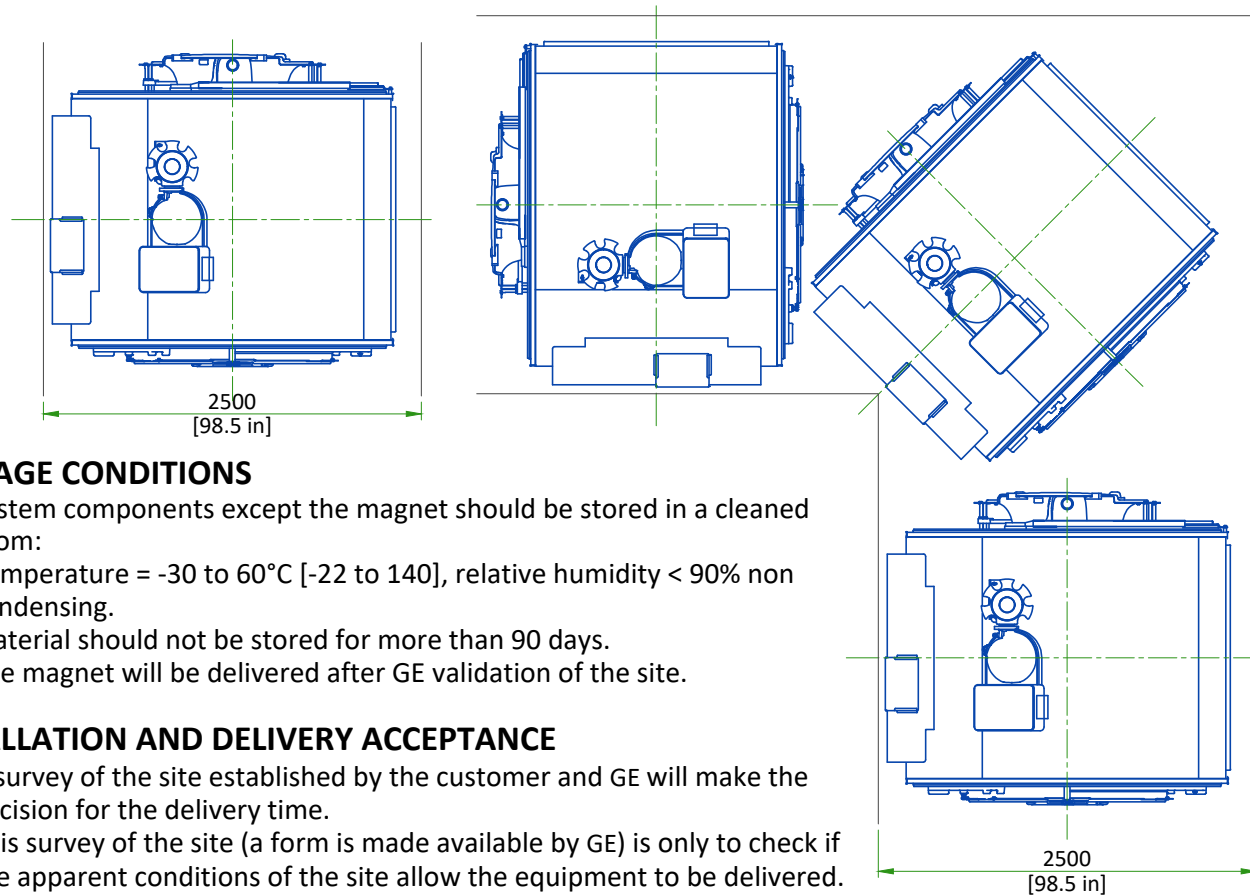 2500
[98.5 in]
AGE CONDITIONS
stem components except the magnet should be stored in a cleaned
om:
mperature = -30 to 60°C [-22 to 140], relative humidity < 90% non
ndensing.
aterial should not be stored for more than 90 days.
e magnet will be delivered after GE validation of the site.
ALLATION AND DELIVERY ACCEPTANCE
survey of the site established by the customer and GE will make the
cision for the delivery time.
is survey of the site (a form is made available by GE) is only to check if
e apparent conditions of the site allow the equipment to be delivered.
2500
[98.5 in]